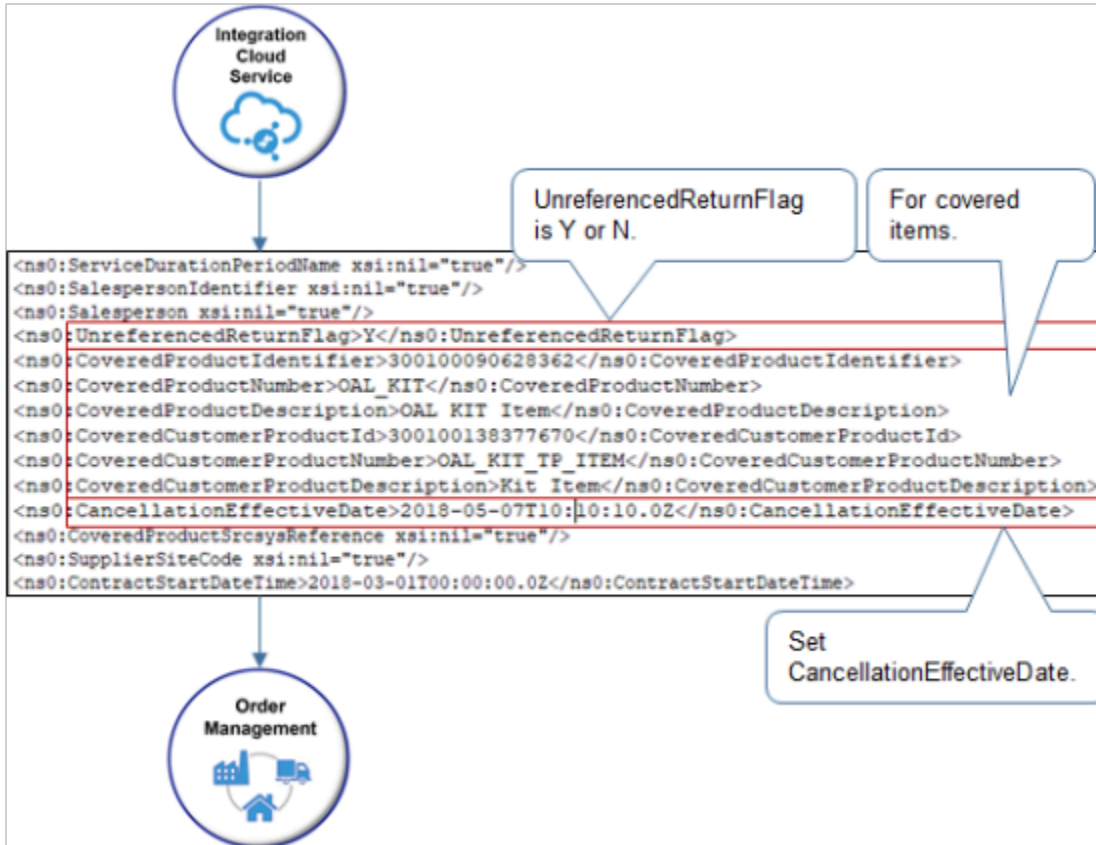 Integration
Cloud
Service
UnreferencedReturnFlag
is Y or N.
For covered
items.
<ns0:ServiceDurationPeriodName xsi:nil="true"/>
<ns0:SalespersonIdentifier xsi:nil="true"/>
<ns0:Salesperson xsi:nil="true"/>
<ns0:UnreferencedReturnFlag>Y</ns0:UnreferencedReturnFlag>
<ns0:CoveredProductIdentifier>300100090628362</ns0:CoveredProductIdentifier>
<ns0:CoveredProductNumber>OAL_KIT</ns0:CoveredProductNumber>
<ns0:CoveredProductDescription>OAL KIT Item</ns0:CoveredProductDescription>
<ns0:CoveredCustomerProductId>300100138377670</ns0:CoveredCustomerProductId>
<ns0:CoveredCustomerProductNumber>OAL_KIT_TP_ITEM</ns0:CoveredCustomerProductNumber>
<ns0:CoveredCustomerProductDescription>Kit Item</ns0:CoveredCustomerProductDescription>
<ns0:CancellationEffectiveDate>2018-05-07T10:10:10.0Z</ns0:CancellationEffectiveDate>
<ns0:CoveredProductSrcsysReference xsi:nil="true"/>
<ns0:SupplierSiteCode xsi:nil="true"/>
<ns0:ContractStartDateTime>2018-03-01T00:00:00.0Z</ns0:ContractStartDateTime>
Set
CancellationEffectiveDate.
Order
Management